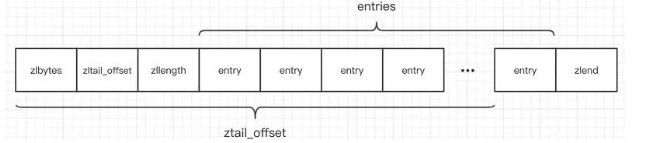 entries
zlbytes zltail_offset zllength entry entry entry entry ... entry zlend
ztail_offset